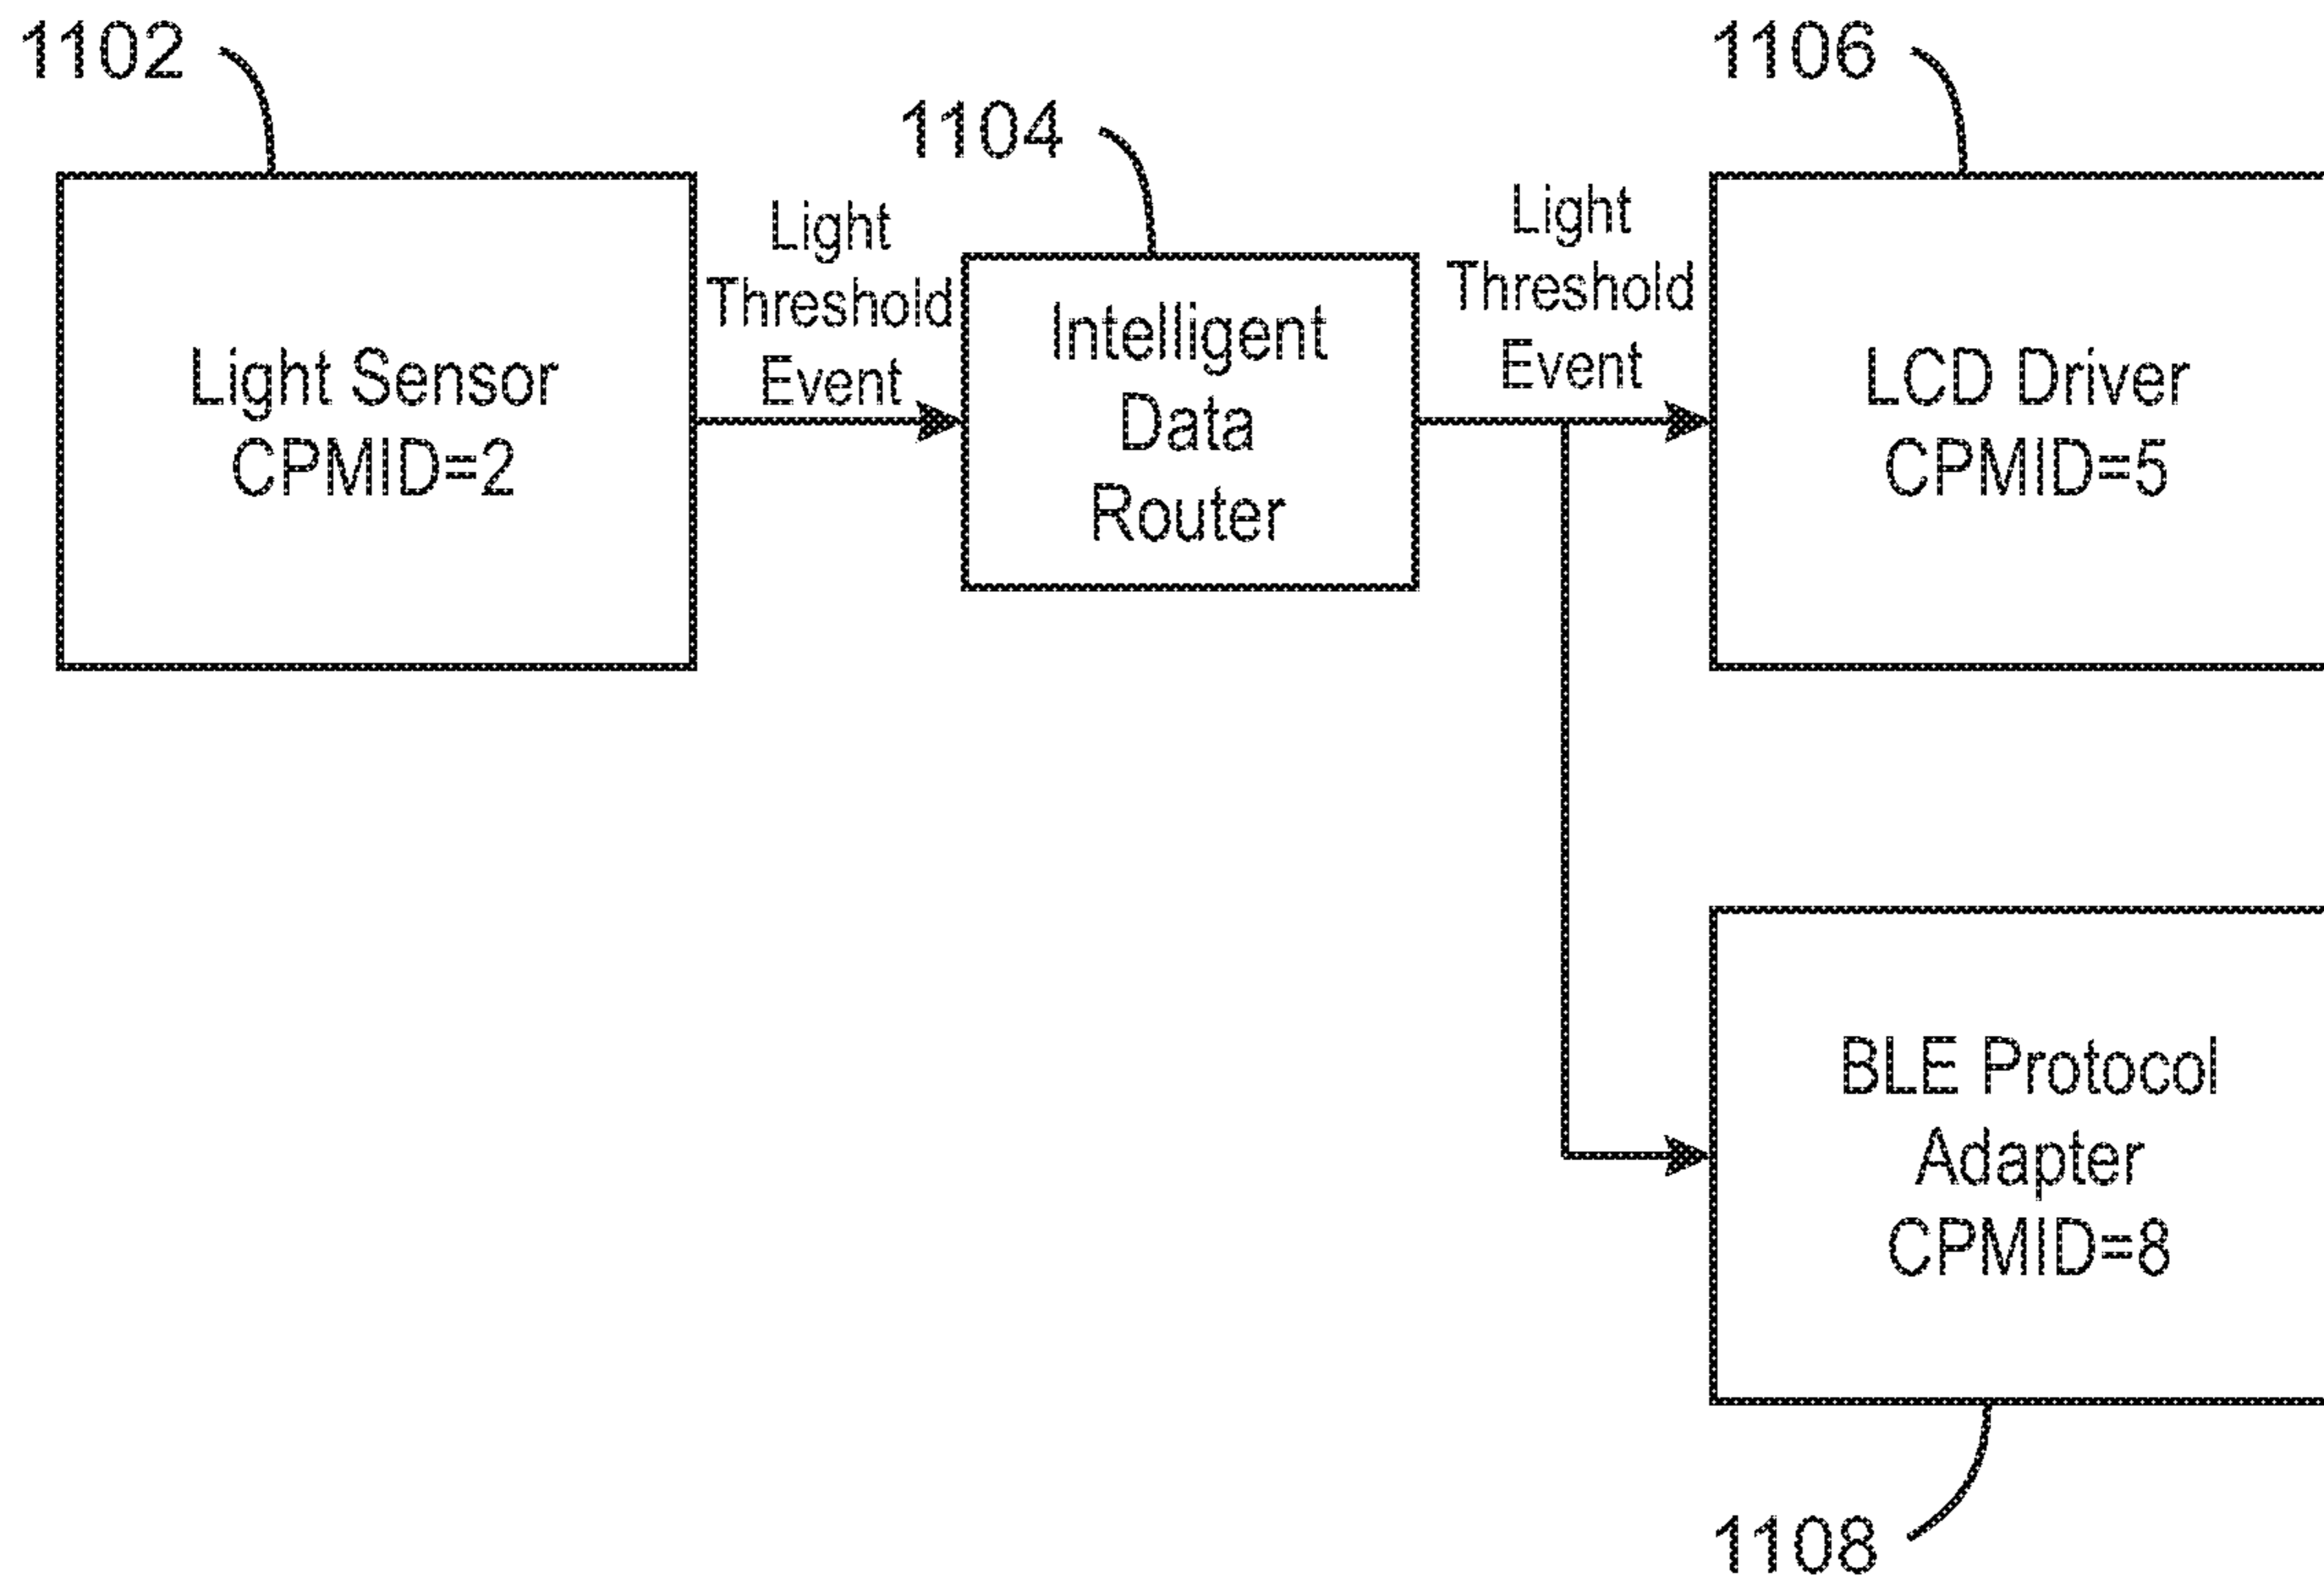 1102
1104
1106
Light Sensor
CPMID=2
Light
Threshold
Event
Intelligent
Data
Router
Light
Threshold
Event
LCD Driver
CPMID=5
BLE Protocol
Adapter
CPMID=8
1108